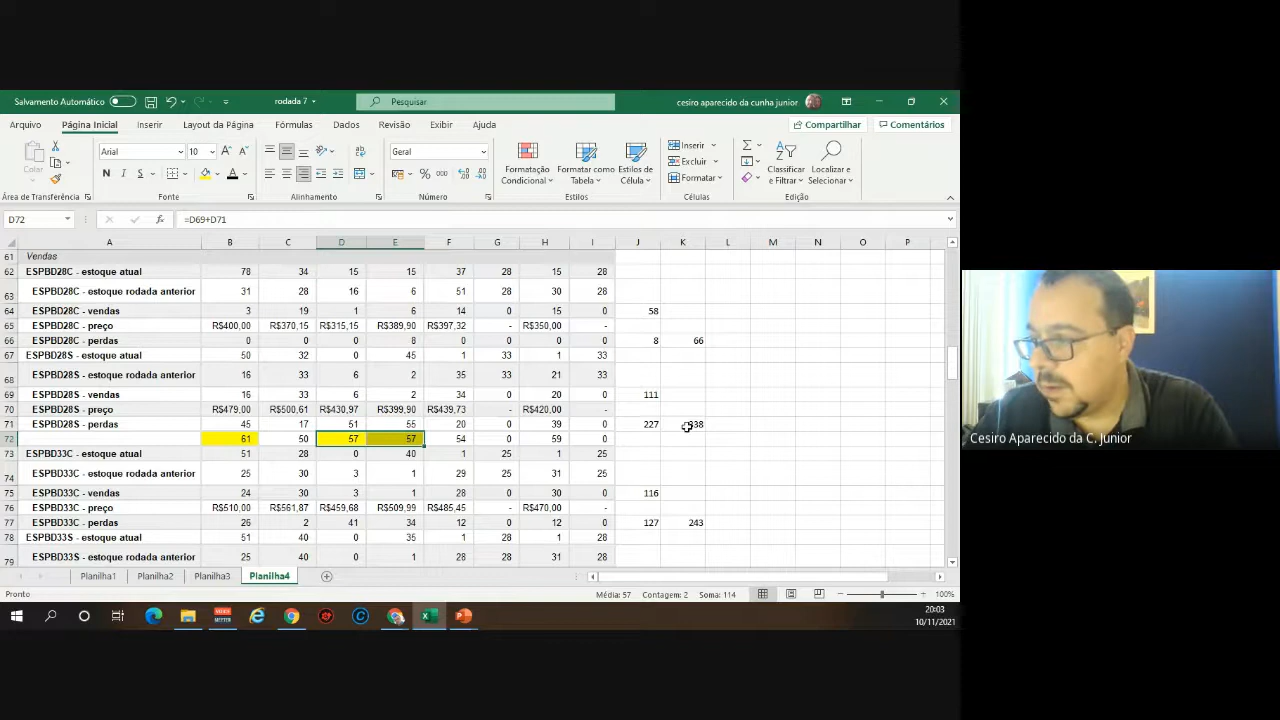 Salvamento Automático rodada 7 Pesquisar cesiro aparecido da cunha junior
Arquivo Página Inicial Inserir Layout da Página Fórmulas Dados Revisão Exibir Ajuda Compartilhar Comentários
Colar Arial 10 Geral Formatação Condicional Formatar como Tabela Estilos de Célula Inserir Excluir Formatar Classificar e Filtrar Localizar e Selecionar
Área de Transferência Fonte Alinhamento Número Estilos Células Edição
D72 =D69+D71
A B C D E F G H I J K L M N O P
61 Vendas
62 ESPBD28C - estoque atual 78 34 15 15 37 28 15 28
63 ESPBD28C - estoque rodada anterior 31 28 16 6 51 28 30 28
64 ESPBD28C - vendas 3 19 1 6 14 0 15 0 58
65 ESPBD28C - preço R$400,00 R$370,15 R$315,15 R$389,90 R$397,32 - R$350,00 -
66 ESPBD28C - perdas 0 0 0 8 0 0 0 0 8 66
67 ESPBD28S - estoque atual 50 32 0 45 1 33 1 33
68 ESPBD28S - estoque rodada anterior 16 33 6 2 35 33 21 33
69 ESPBD28S - vendas 16 33 6 2 34 0 20 0 111
70 ESPBD28S - preço R$479,00 R$500,61 R$430,97 R$399,90 R$439,73 - R$420,00 -
71 ESPBD28S - perdas 45 17 51 55 20 0 39 0 227
72 61 50 57 57 54 0 59 0
73 ESPBD33C - estoque atual 51 28 0 40 1 25 1 25
74 ESPBD33C - estoque rodada anterior 25 30 3 1 29 25 31 25
75 ESPBD33C - vendas 24 30 3 1 28 0 30 0 116
76 ESPBD33C - preço R$510,00 R$561,87 R$459,68 R$509,99 R$485,45 - R$470,00 -
77 ESPBD33C - perdas 26 2 41 34 12 0 12 0 127 243
78 ESPBD33S - estoque atual 51 40 0 35 1 28 1 28
79 ESPBD33S - estoque rodada anterior 25 40 0 1 28 28 31 28
Planilha1 Planilha2 Planilha3 Planilha4
Pronto Média: 57 Contagem: 2 Soma: 114 100%
20:03
10/11/2021
Cesiro Aparecido da C. Junior